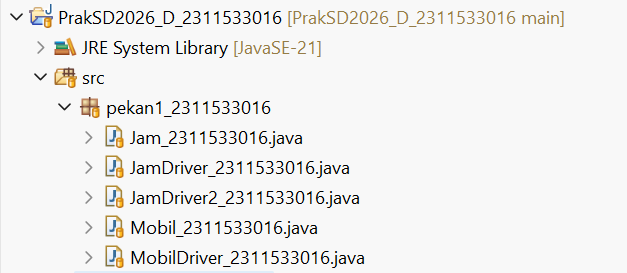 PrakSD2026_D_2311533016 [PrakSD2026_D_2311533016 main]
JRE System Library [JavaSE-21]
src
pekan1_2311533016
Jam_2311533016.java
JamDriver_2311533016.java
JamDriver2_2311533016.java
Mobil_2311533016.java
MobilDriver_2311533016.java